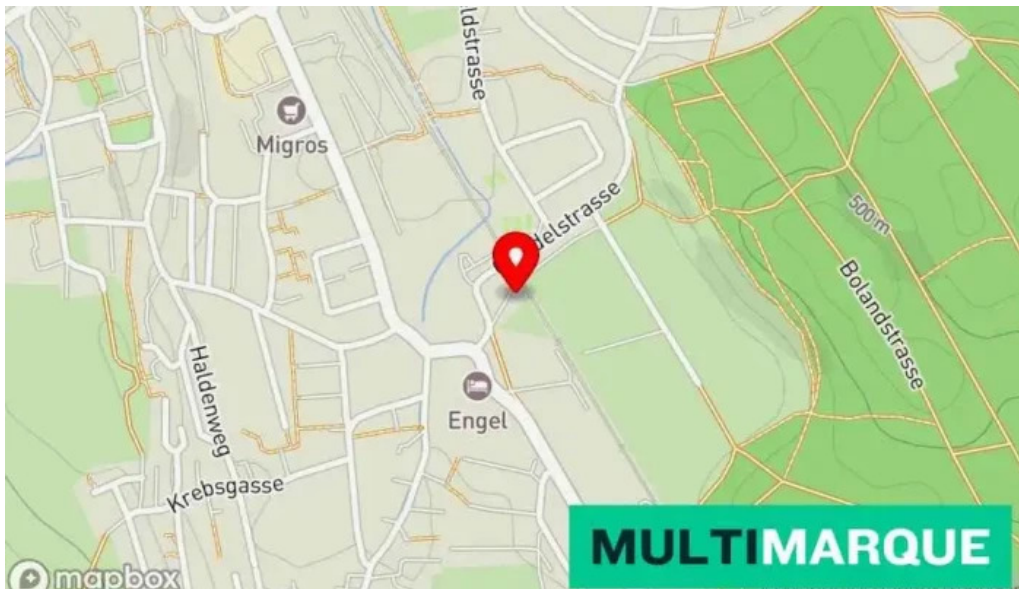 ldstrasse
Migros
delstrasse
500 m
Bolandstrasse
Haldenweg
Engel
Krebsgasse
MULTIMARQUE
mapbox